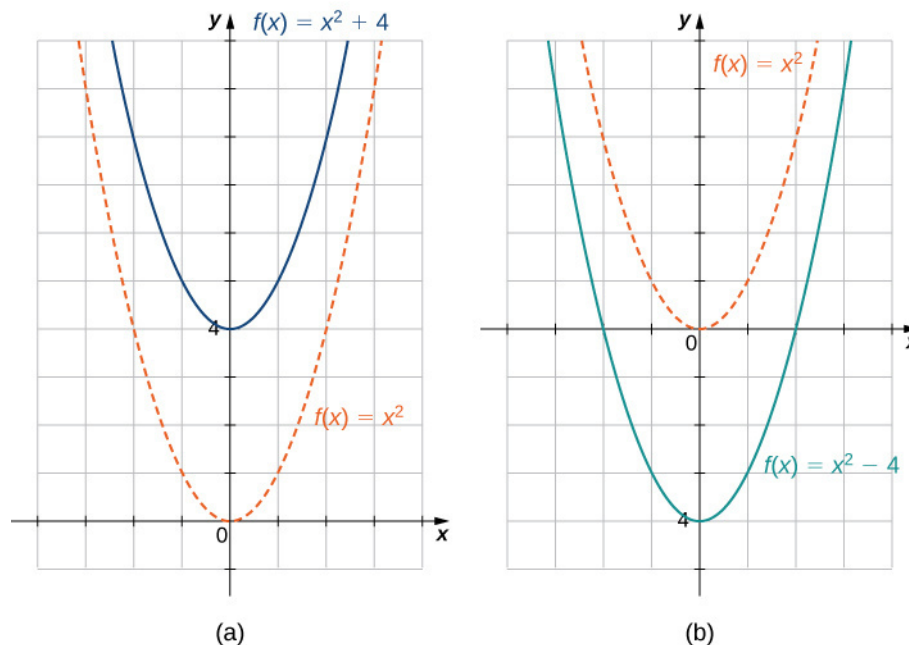 y
f(x) = x² + 4
4
f(x) = x²
0
x
(a)
y
f(x) = x²
0
x
f(x) = x² − 4
4
(b)